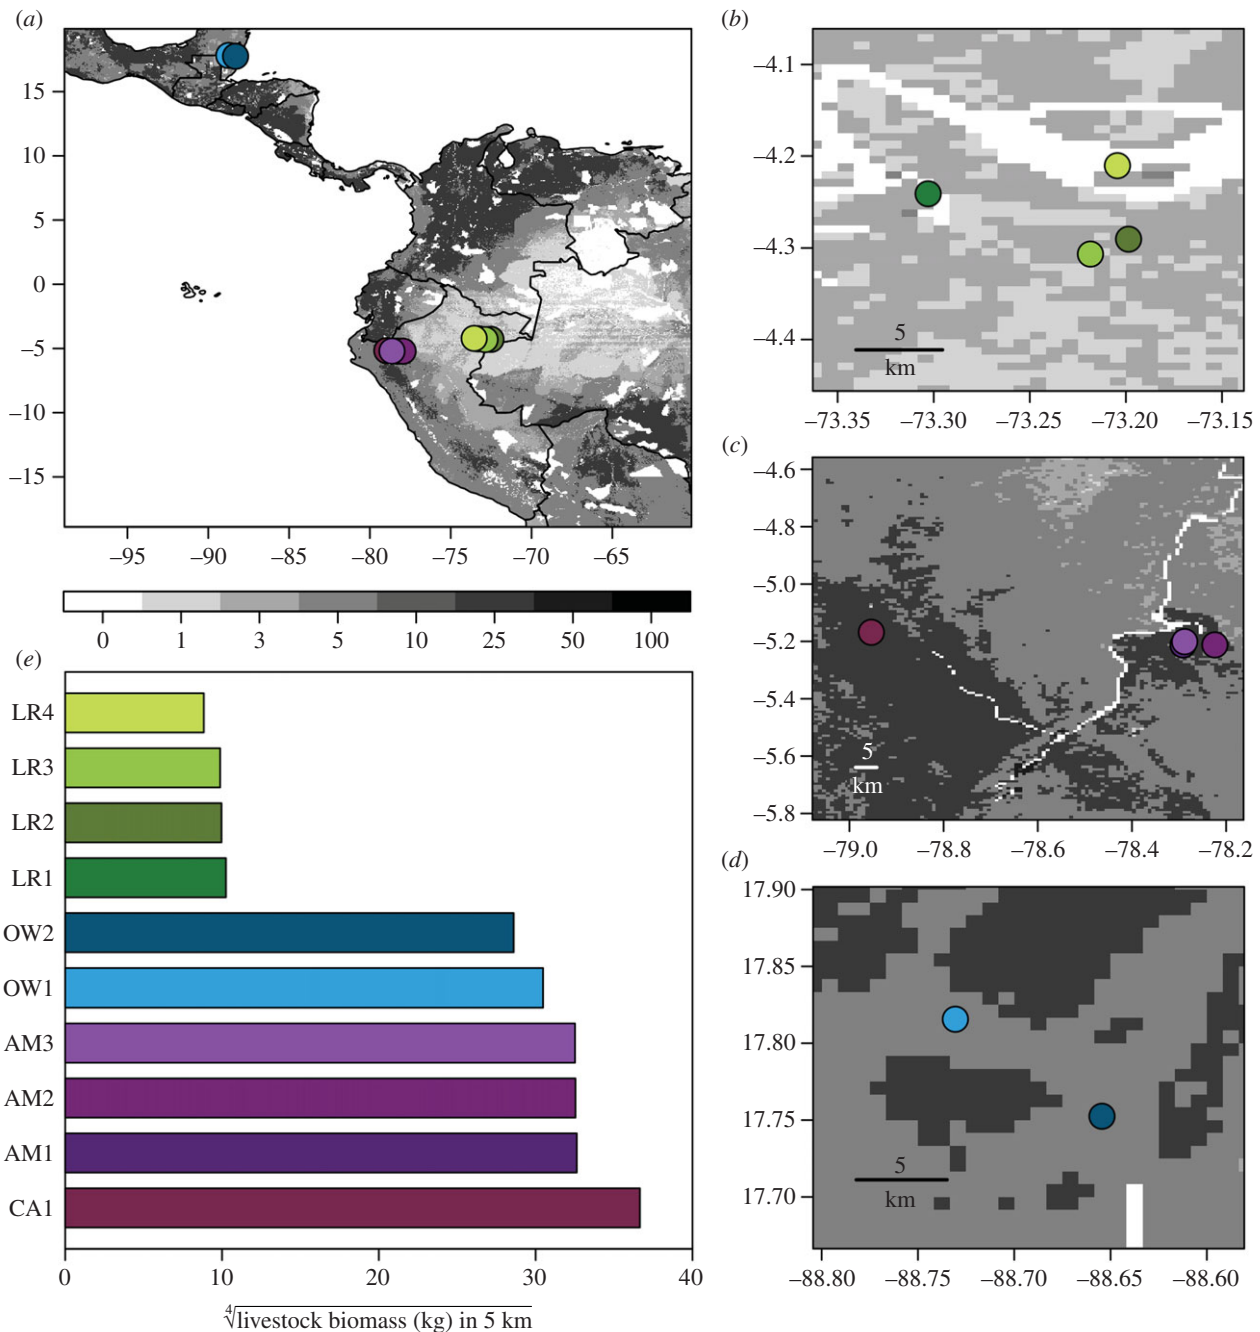 (a)
15
10
5
0
−5
−10
−15
−95 −90 −85 −80 −75 −70 −65
0 1 3 5 10 25 50 100
(b)
−4.1
−4.2
−4.3
−4.4
5
km
−73.35 −73.30 −73.25 −73.20 −73.15
(c)
−4.6
−4.8
−5.0
−5.2
−5.4
−5.6
−5.8
5
km
−79.0 −78.8 −78.6 −78.4 −78.2
(d)
17.90
17.85
17.80
17.75
17.70
5
km
−88.80 −88.75 −88.70 −88.65 −88.60
(e)
LR4
LR3
LR2
LR1
OW2
OW1
AM3
AM2
AM1
CA1
0 10 20 30 40
∜livestock biomass (kg) in 5 km